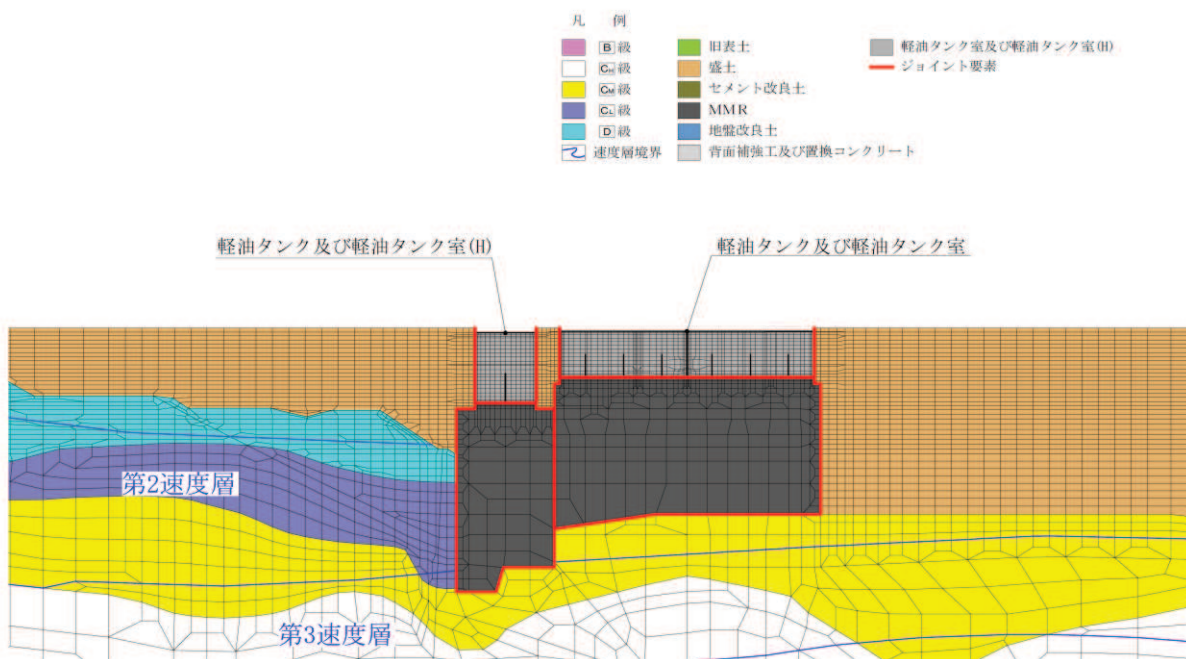 凡 例
B 級
CH 級
CM 級
CL 級
D 級
速度層境界
旧表土
盛土
セメント改良土
MMR
地盤改良土
背面補強工及び置換コンクリート
軽油タンク室及び軽油タンク室(H)
ジョイント要素
軽油タンク及び軽油タンク室(H)
軽油タンク及び軽油タンク室
第2速度層
第3速度層